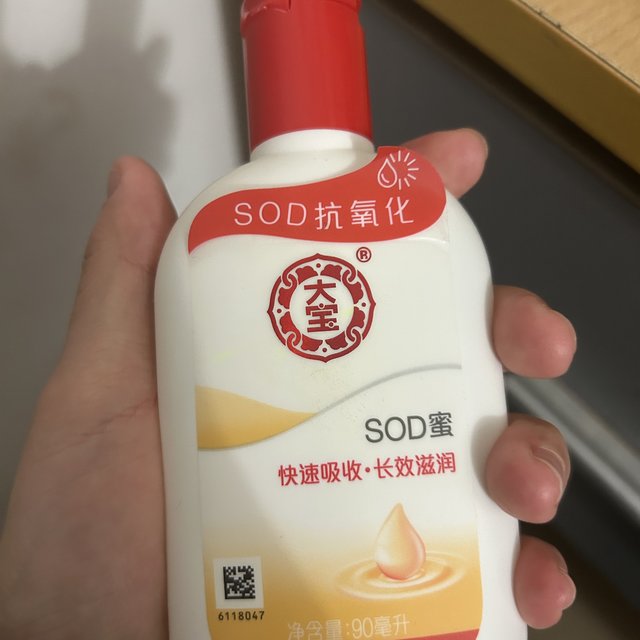 SOD抗氧化
®
大宝
SOD蜜
快速吸收·长效滋润
6118047
净含量:90毫升